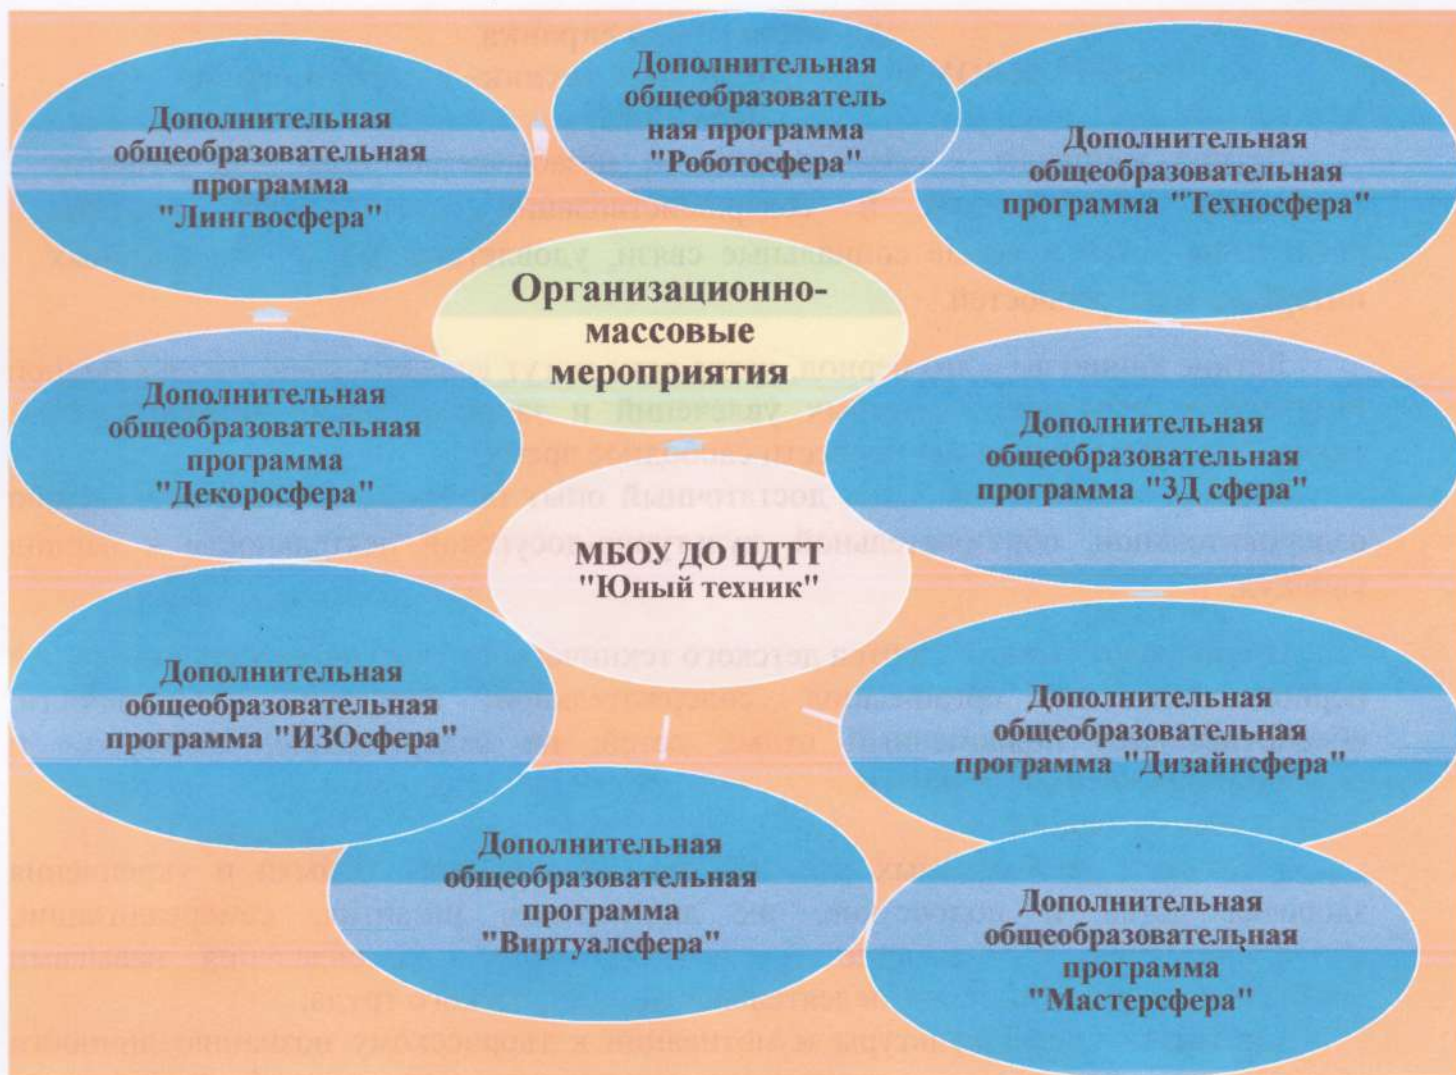 Дополнительная
общеобразовательная
программа
"Лингвосфера"
Дополнительная
общеобразователь
ная программа
"Роботосфера"
Дополнительная
общеобразовательная
программа "Техносфера"
Организационно-
массовые
мероприятия
Дополнительная
общеобразовательная
программа
"Декоросфера"
Дополнительная
общеобразовательная
программа "3Д сфера"
МБОУ ДО ЦДТТ
"Юный техник"
Дополнительная
общеобразовательная
программа "ИЗОсфера"
Дополнительная
общеобразовательная
программа "Дизайнсфера"
Дополнительная
общеобразовательная
программа
"Виртуалсфера"
Дополнительная
общеобразовательная
программа
"Мастерсфера"